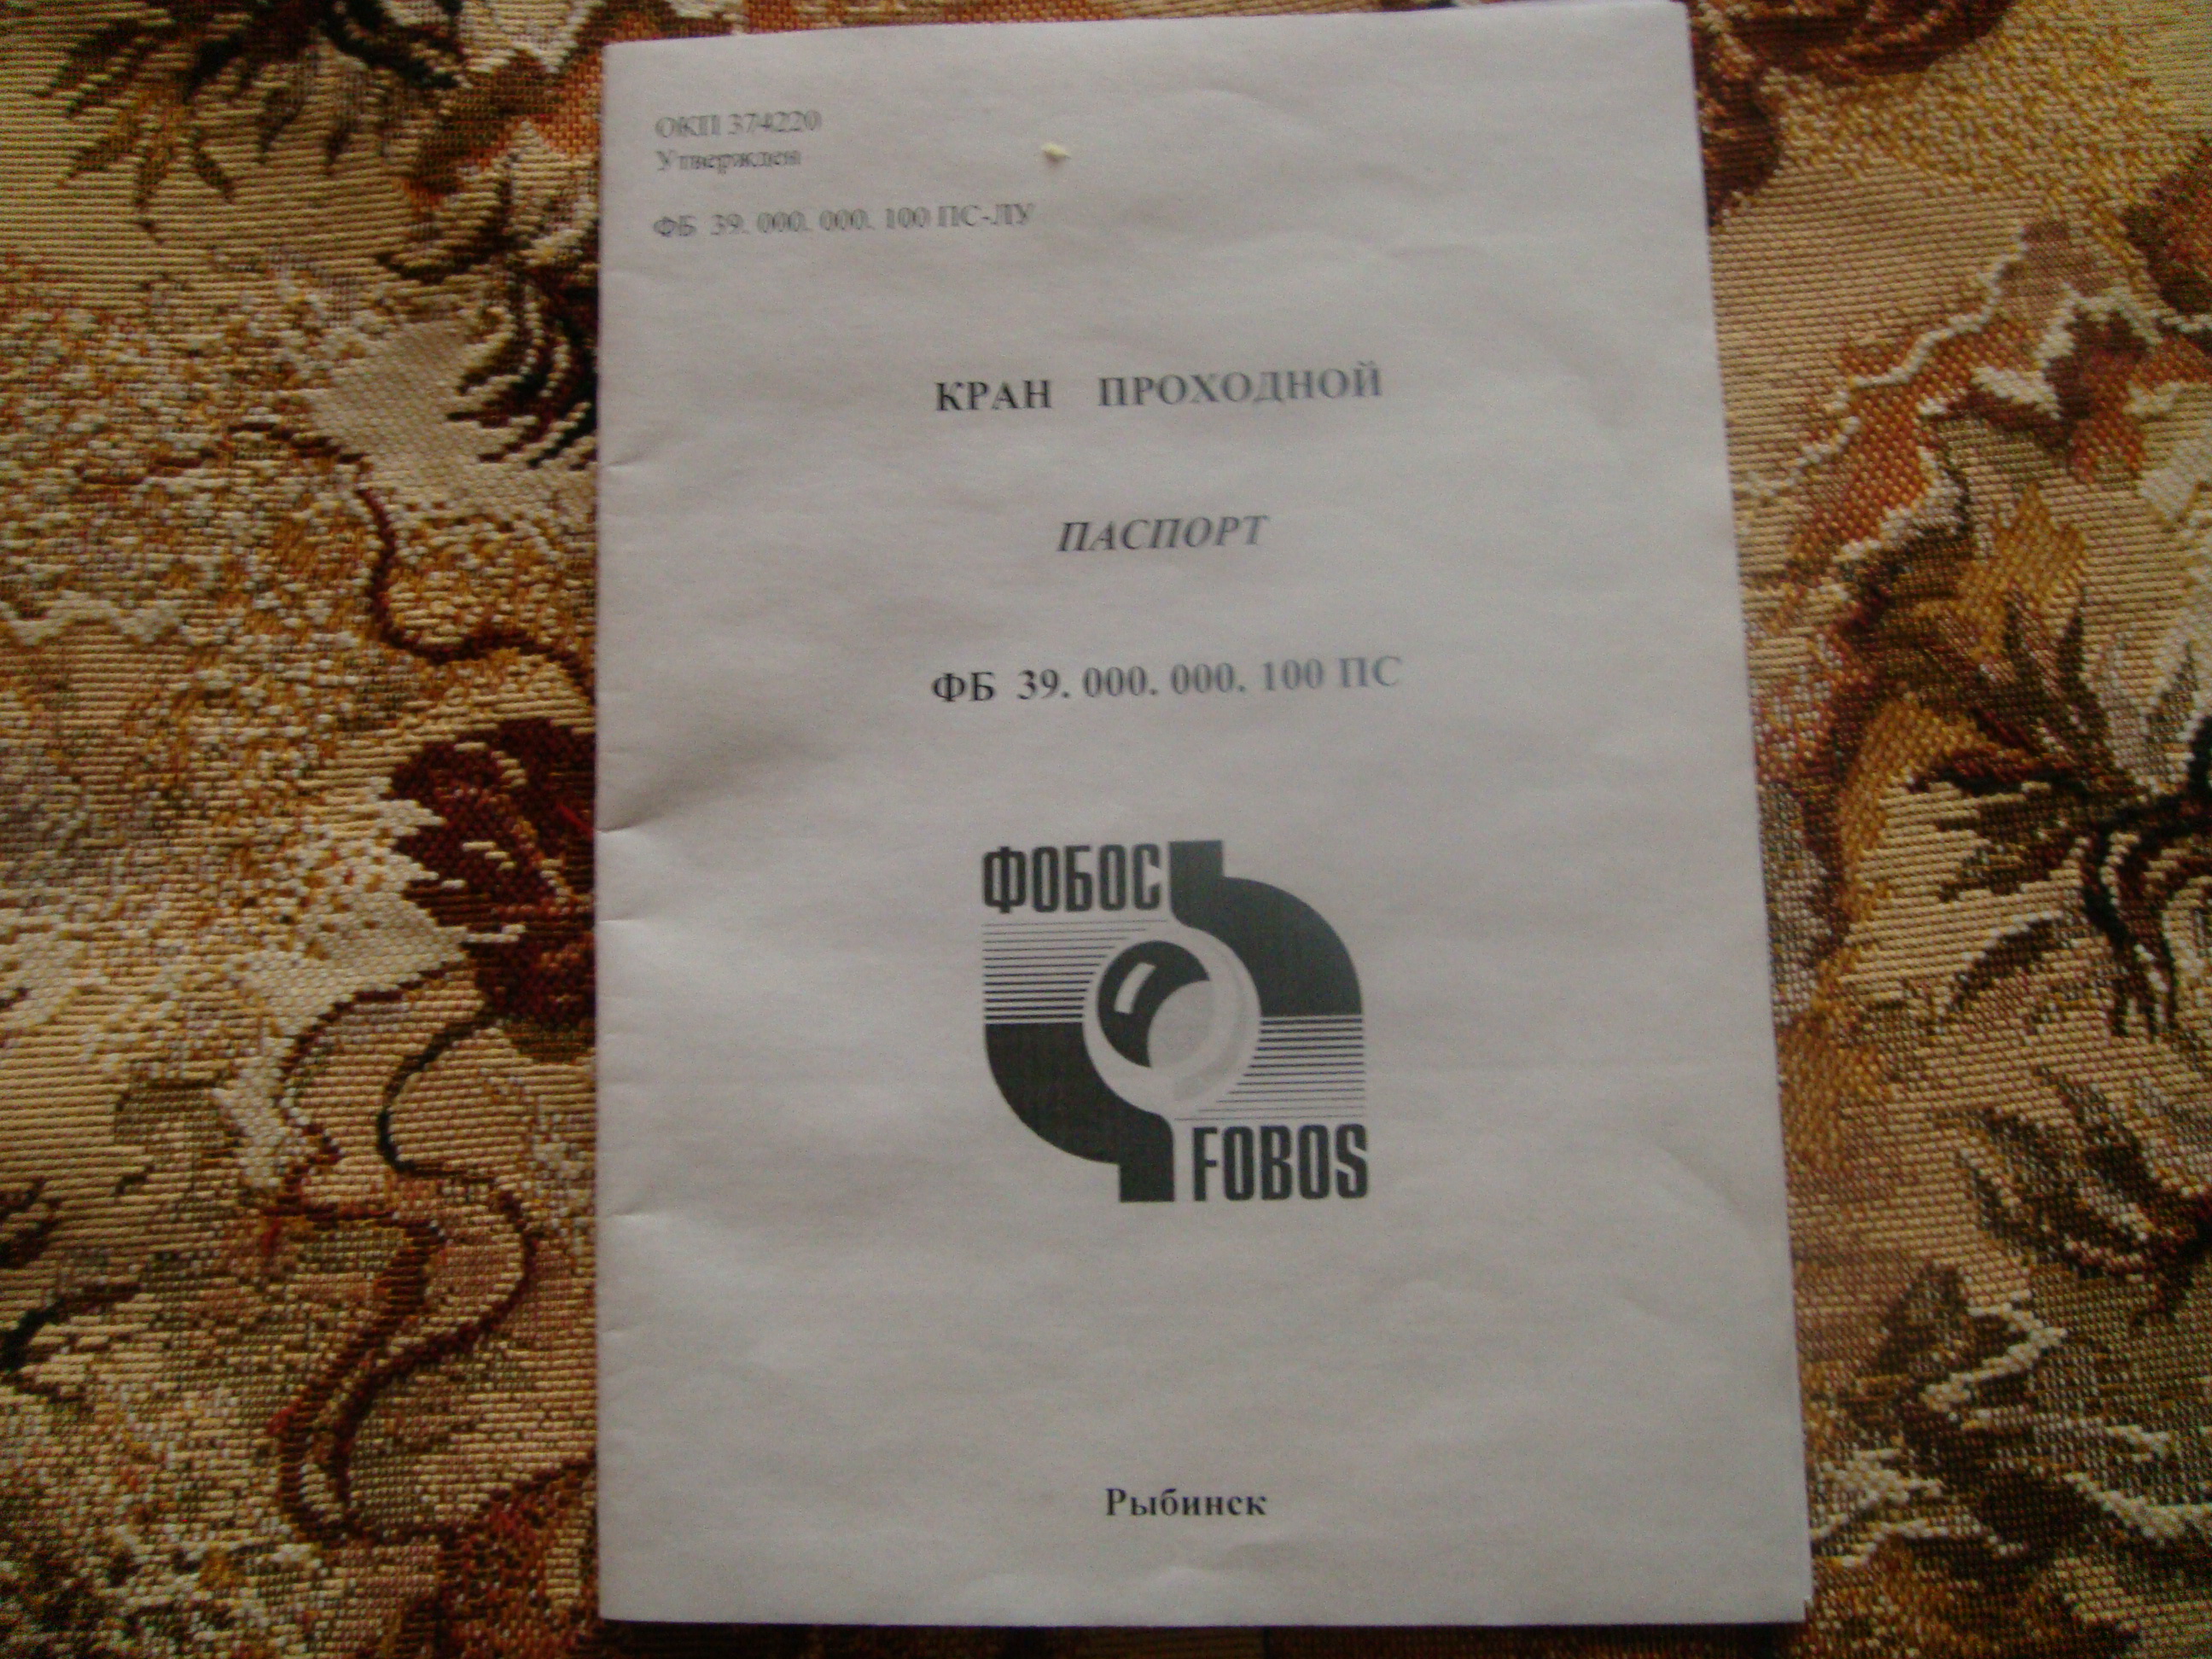 ОКП 374220
Утвержден
ФБ 39. 000. 000. 100 ПС-ЛУ
КРАН ПРОХОДНОЙ
ПАСПОРТ
ФБ 39. 000. 000. 100 ПС
ФОБОС
FOBOS
Рыбинск